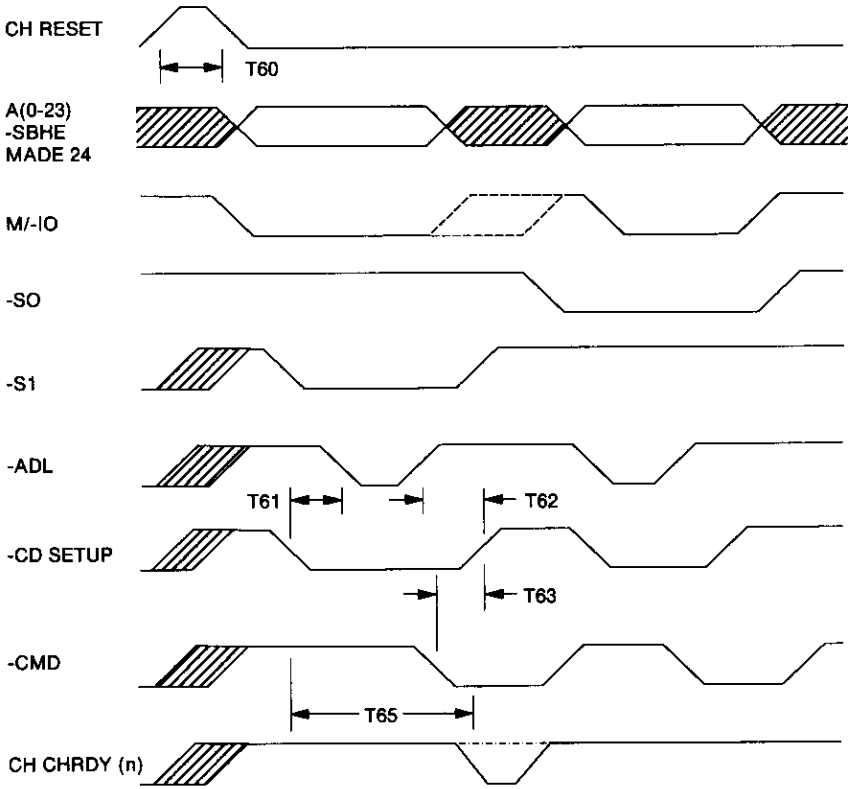 CH RESET
T60
A(0-23)
-SBHE
MADE 24
M/-IO
-SO
-S1
-ADL
T61
T62
-CD SETUP
T63
-CMD
T65
CH CHRDY (n)